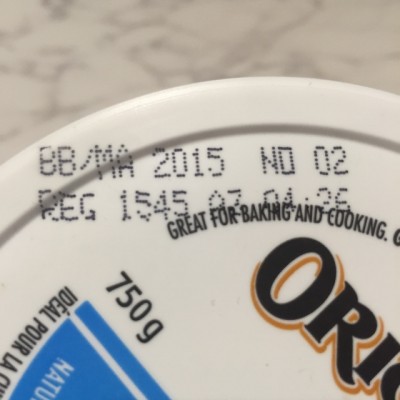 BB/MA 2015 NO 02
REG 1545 07 04:26
GREAT FOR BAKING AND COOKING.
750g
IDÉAL POUR LA